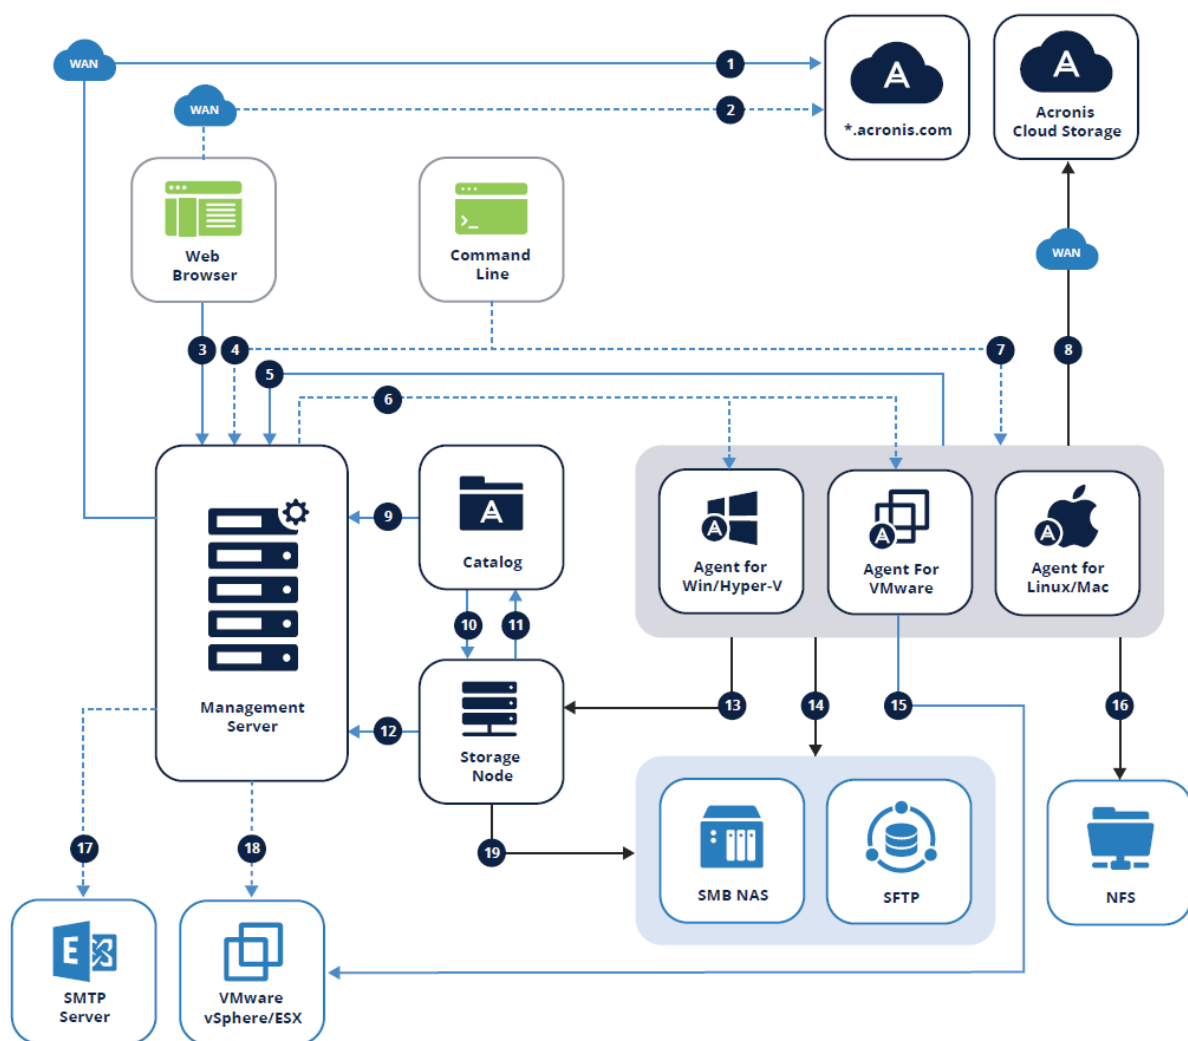 WAN
1
WAN
2
*.acronis.com
Acronis
Cloud Storage
Web
Browser
Command
Line
WAN
3
4
5
6
7
8
9
Catalog
Agent for
Win/Hyper-V
Agent For
VMware
Agent for
Linux/Mac
10
11
Management
Server
12
Storage
Node
13
14
15
16
17
18
19
SMB NAS
SFTP
NFS
E
SMTP
Server
VMware
vSphere/ESX